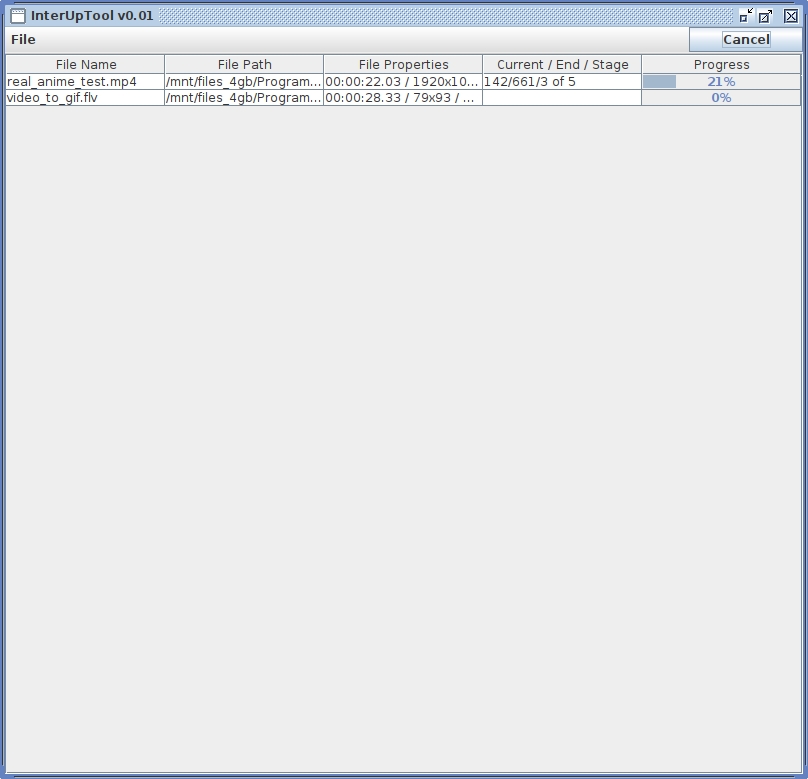 InterUpTool v0.01
File Cancel
File Name File Path File Properties Current / End / Stage Progress
real_anime_test.mp4 /mnt/files_4gb/Program... 00:00:22.03 / 1920x10... 142/661/3 of 5 21%
video_to_gif.flv /mnt/files_4gb/Program... 00:00:28.33 / 79x93 / ... 0%